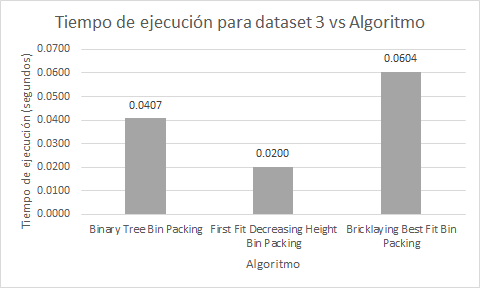 Tiempo de ejecución para dataset 3 vs Algoritmo
Tiempo de ejecución (segundos)
0.0700
0.0600
0.0500
0.0400
0.0300
0.0200
0.0100
0.0000
0.0407
0.0200
0.0604
Binary Tree Bin Packing
First Fit Decreasing Height
Bin Packing
Bricklaying Best Fit Bin
Packing
Algoritmo